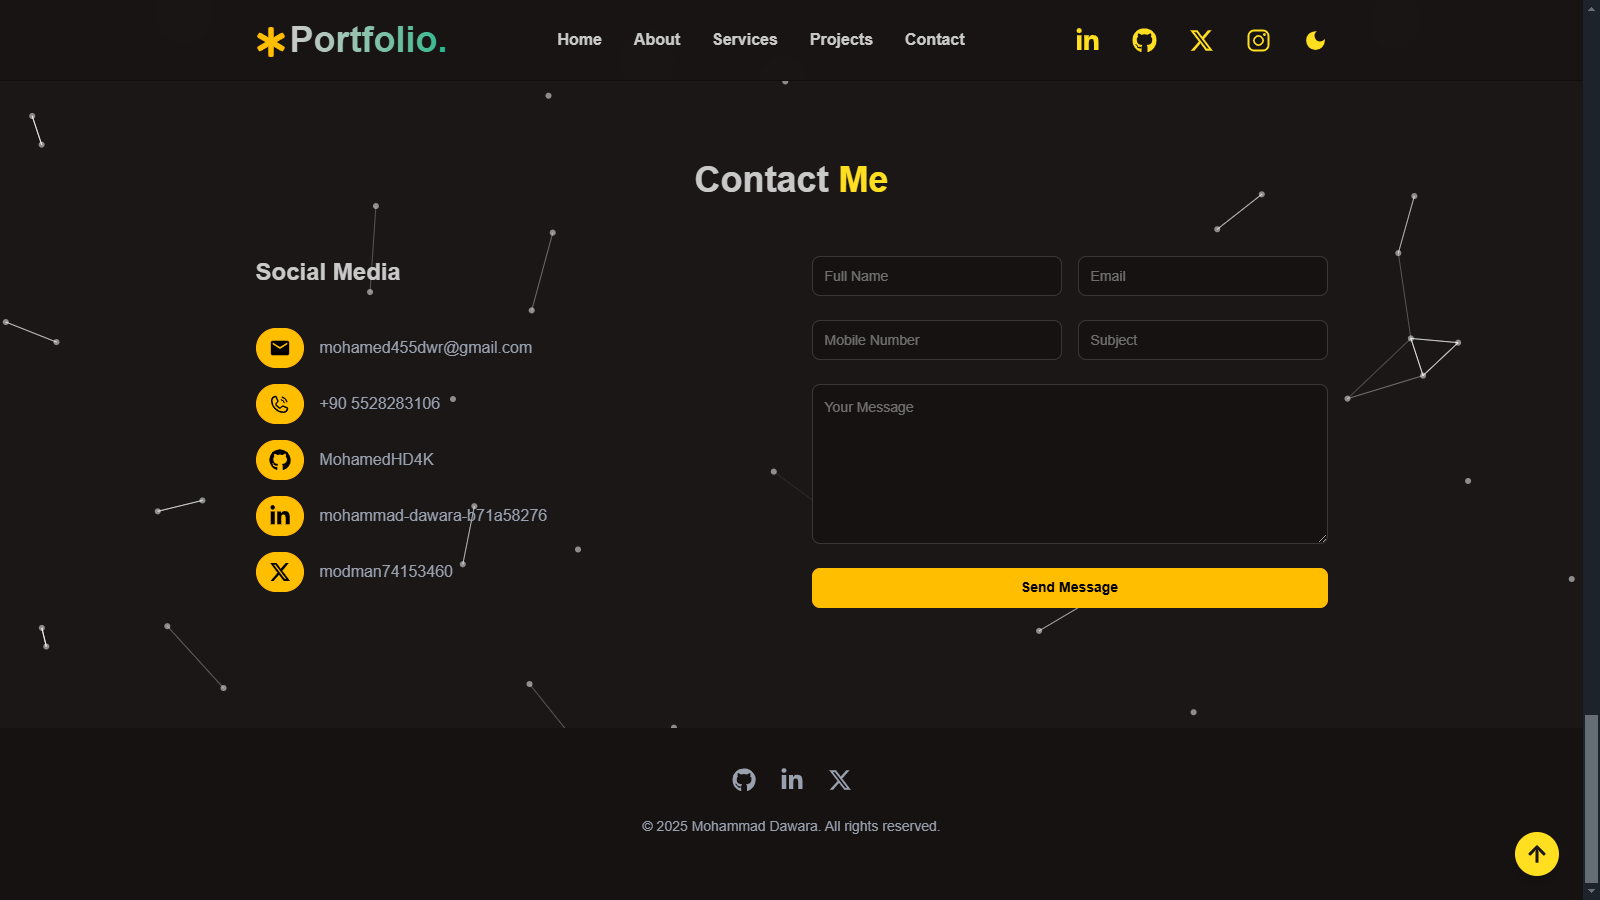 Portfolio.
Home About Services Projects Contact
Contact Me
Social Media
mohamed455dwr@gmail.com
+90 5528283106
MohamedHD4K
mohammad-dawara-b71a58276
modman74153460
Full Name
Email
Mobile Number
Subject
Your Message
Send Message
© 2025 Mohammad Dawara. All rights reserved.